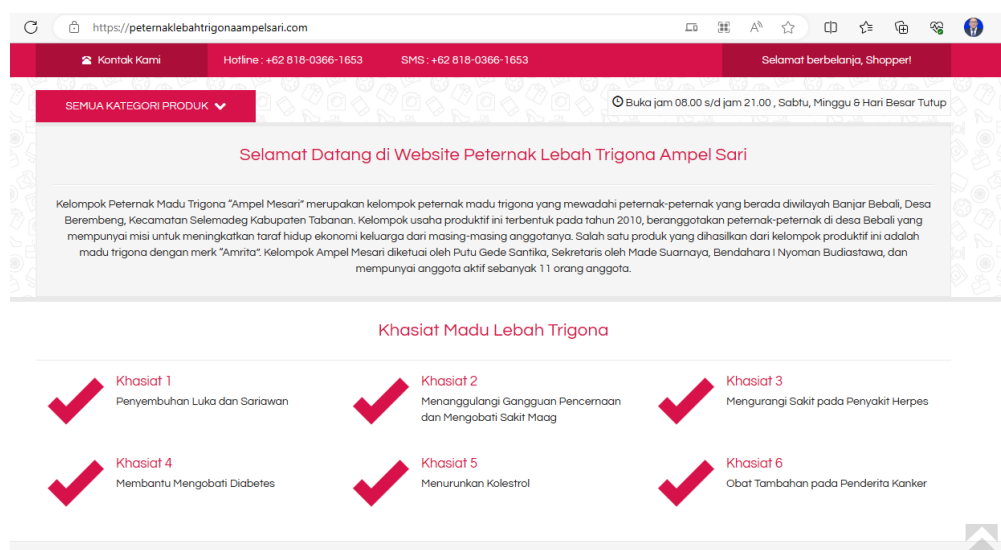 https://peternaklebahtrigonaampelsari.com
Kontak Kami
Hotline : +62 818-0366-1653
SMS : +62 818-0366-1653
Selamat berbelanja, Shopper!
SEMUA KATEGORI PRODUK
Buka jam 08.00 s/d jam 21.00 , Sabtu, Minggu & Hari Besar Tutup
Selamat Datang di Website Peternak Lebah Trigona Ampel Sari
Kelompok Peternak Madu Trigona "Ampel Mesari" merupakan kelompok peternak madu trigona yang mewadahi peternak-peternak yang berada diwilayah Banjar Bebali, Desa
Berembeng, Kecamatan Selemadeg Kabupaten Tabanan. Kelompok usaha produktif ini terbentuk pada tahun 2010, beranggotakan peternak-peternak di desa Bebali yang
mempunyai misi untuk meningkatkan taraf hidup ekonomi keluarga dari masing-masing anggotanya. Salah satu produk yang dihasilkan dari kelompok produktif ini adalah
madu trigona dengan merk "Amrita". Kelompok Ampel Mesari diketuai oleh Putu Gede Santika, Sekretaris oleh Made Suarnaya, Bendahara I Nyoman Budiastawa, dan
mempunyai anggota aktif sebanyak 11 orang anggota.
Khasiat Madu Lebah Trigona
Khasiat 1
Penyembuhan Luka dan Sariawan
Khasiat 2
Menanggulangi Gangguan Pencernaan
dan Mengobati Sakit Maag
Khasiat 3
Mengurangi Sakit pada Penyakit Herpes
Khasiat 4
Membantu Mengobati Diabetes
Khasiat 5
Menurunkan Kolestrol
Khasiat 6
Obat Tambahan pada Penderita Kanker